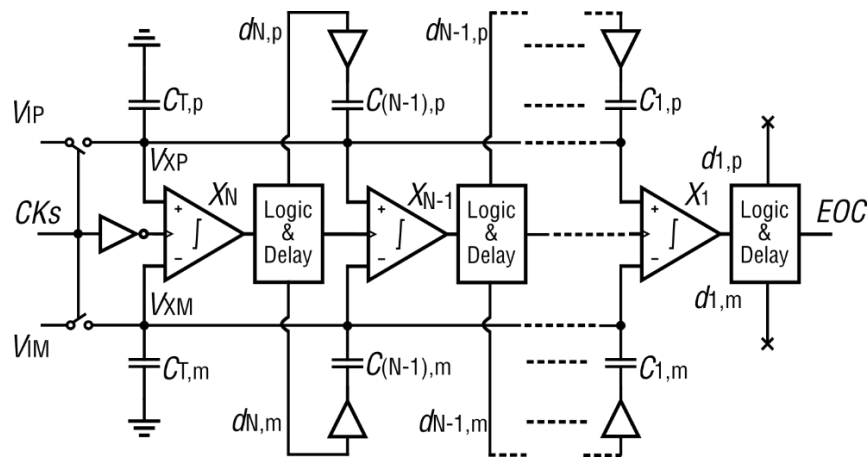 dN,p
dN-1,p
CT,p
C(N-1),p
C1,p
VIP
VXP
d1,p
XN
XN-1
X1
CKs
+
∫
−
Logic
&
Delay
+
∫
−
Logic
&
Delay
+
∫
−
Logic
&
Delay
EOC
VXM
d1,m
VIM
CT,m
C(N-1),m
C1,m
dN,m
dN-1,m